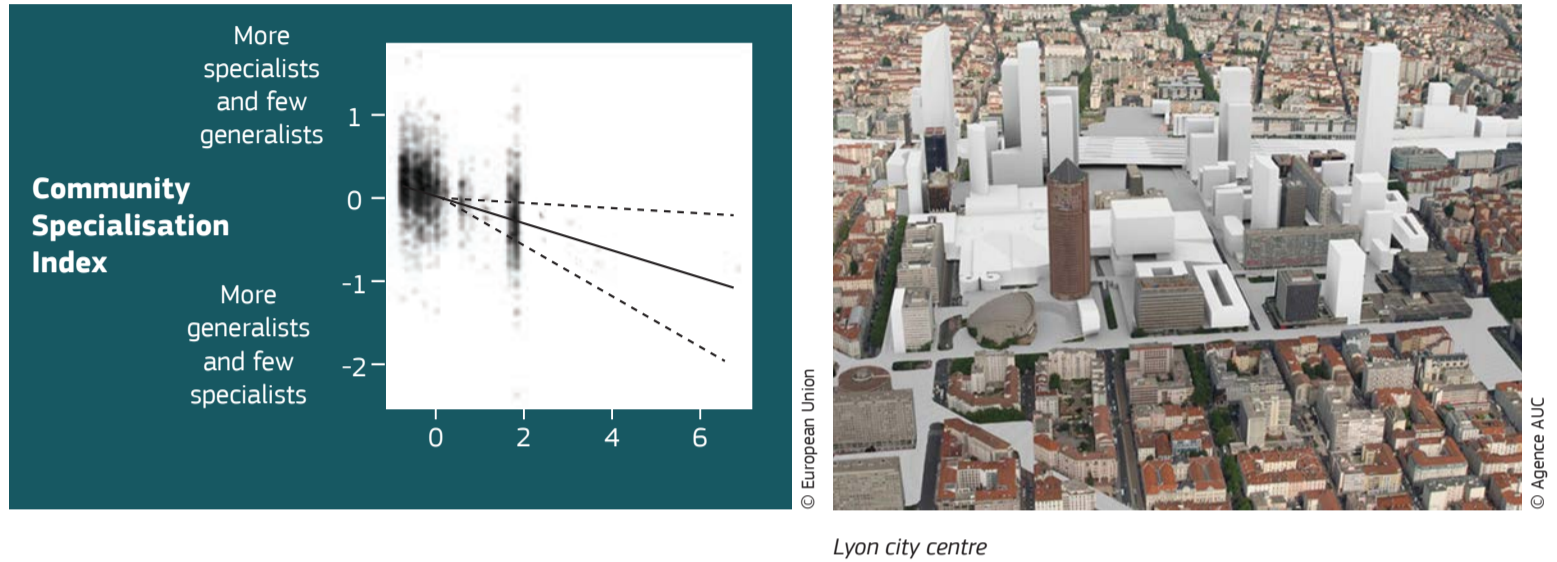 More
specialists
and few
generalists
Community
Specialisation
Index
More
generalists
and few
specialists
1
0
-1
-2
0 2 4 6
© European Union
© Agence AUC
Lyon city centre